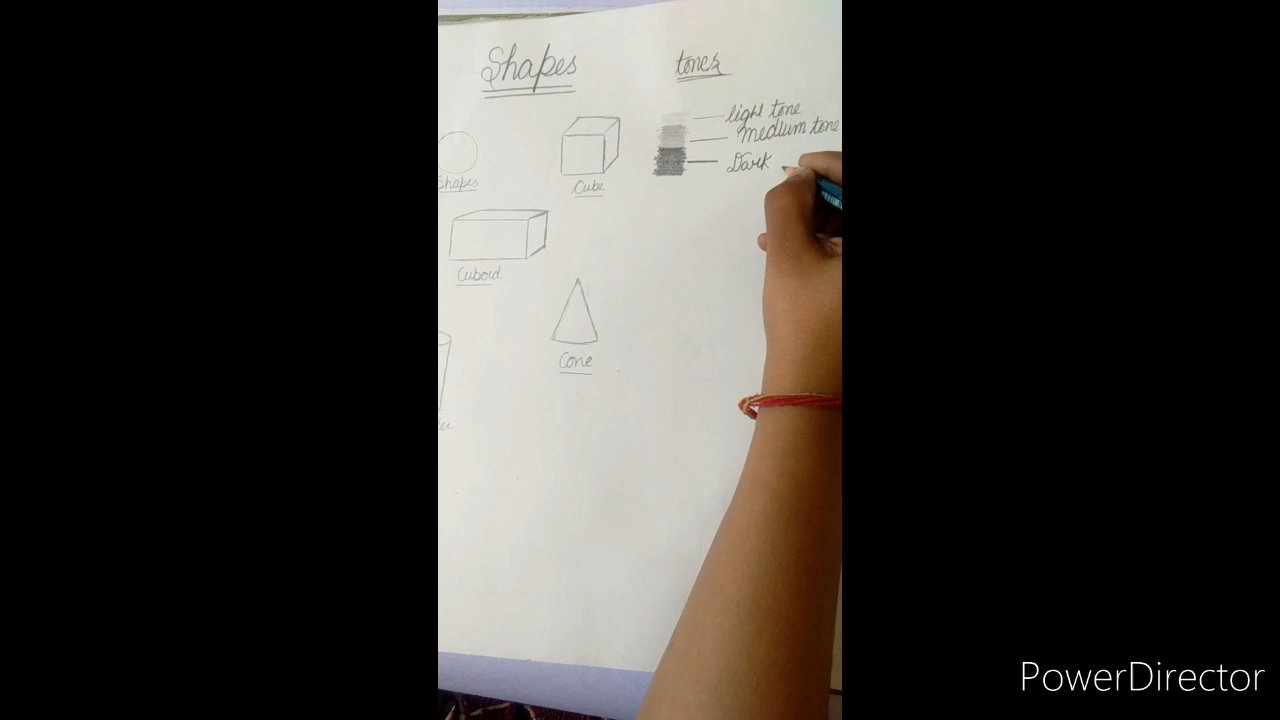 Shapes
tones
light tone
medium tone
Dark
Shapes
Cube
Cuboid
Cone
PowerDirector